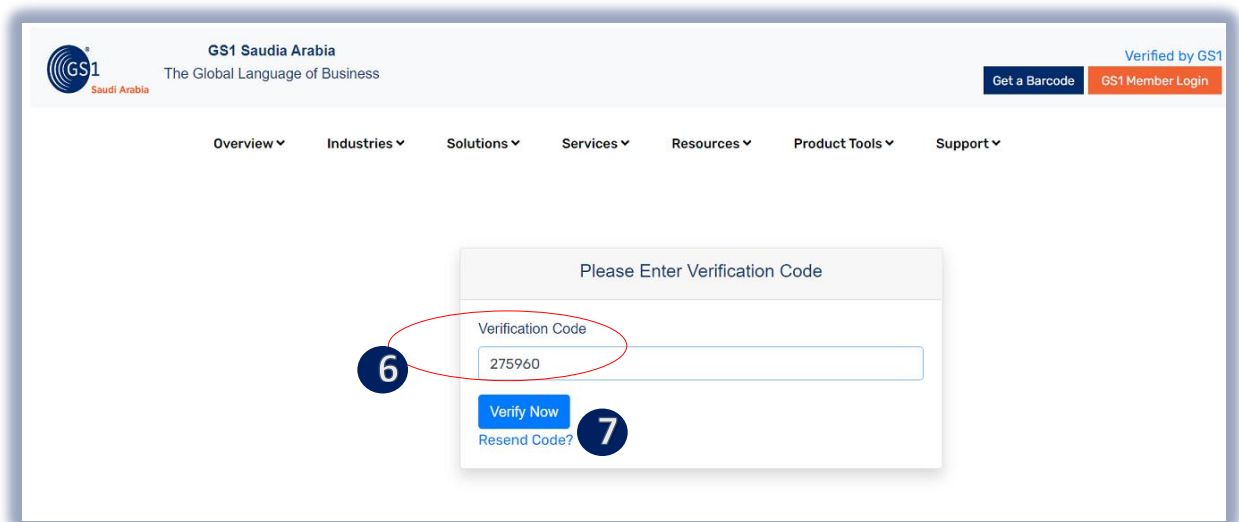 GS1
Saudi Arabia
GS1 Saudia Arabia
The Global Language of Business
Verified by GS1
Get a Barcode
GS1 Member Login
Overview
Industries
Solutions
Services
Resources
Product Tools
Support
Please Enter Verification Code
Verification Code
6
275960
Verify Now
7
Resend Code?